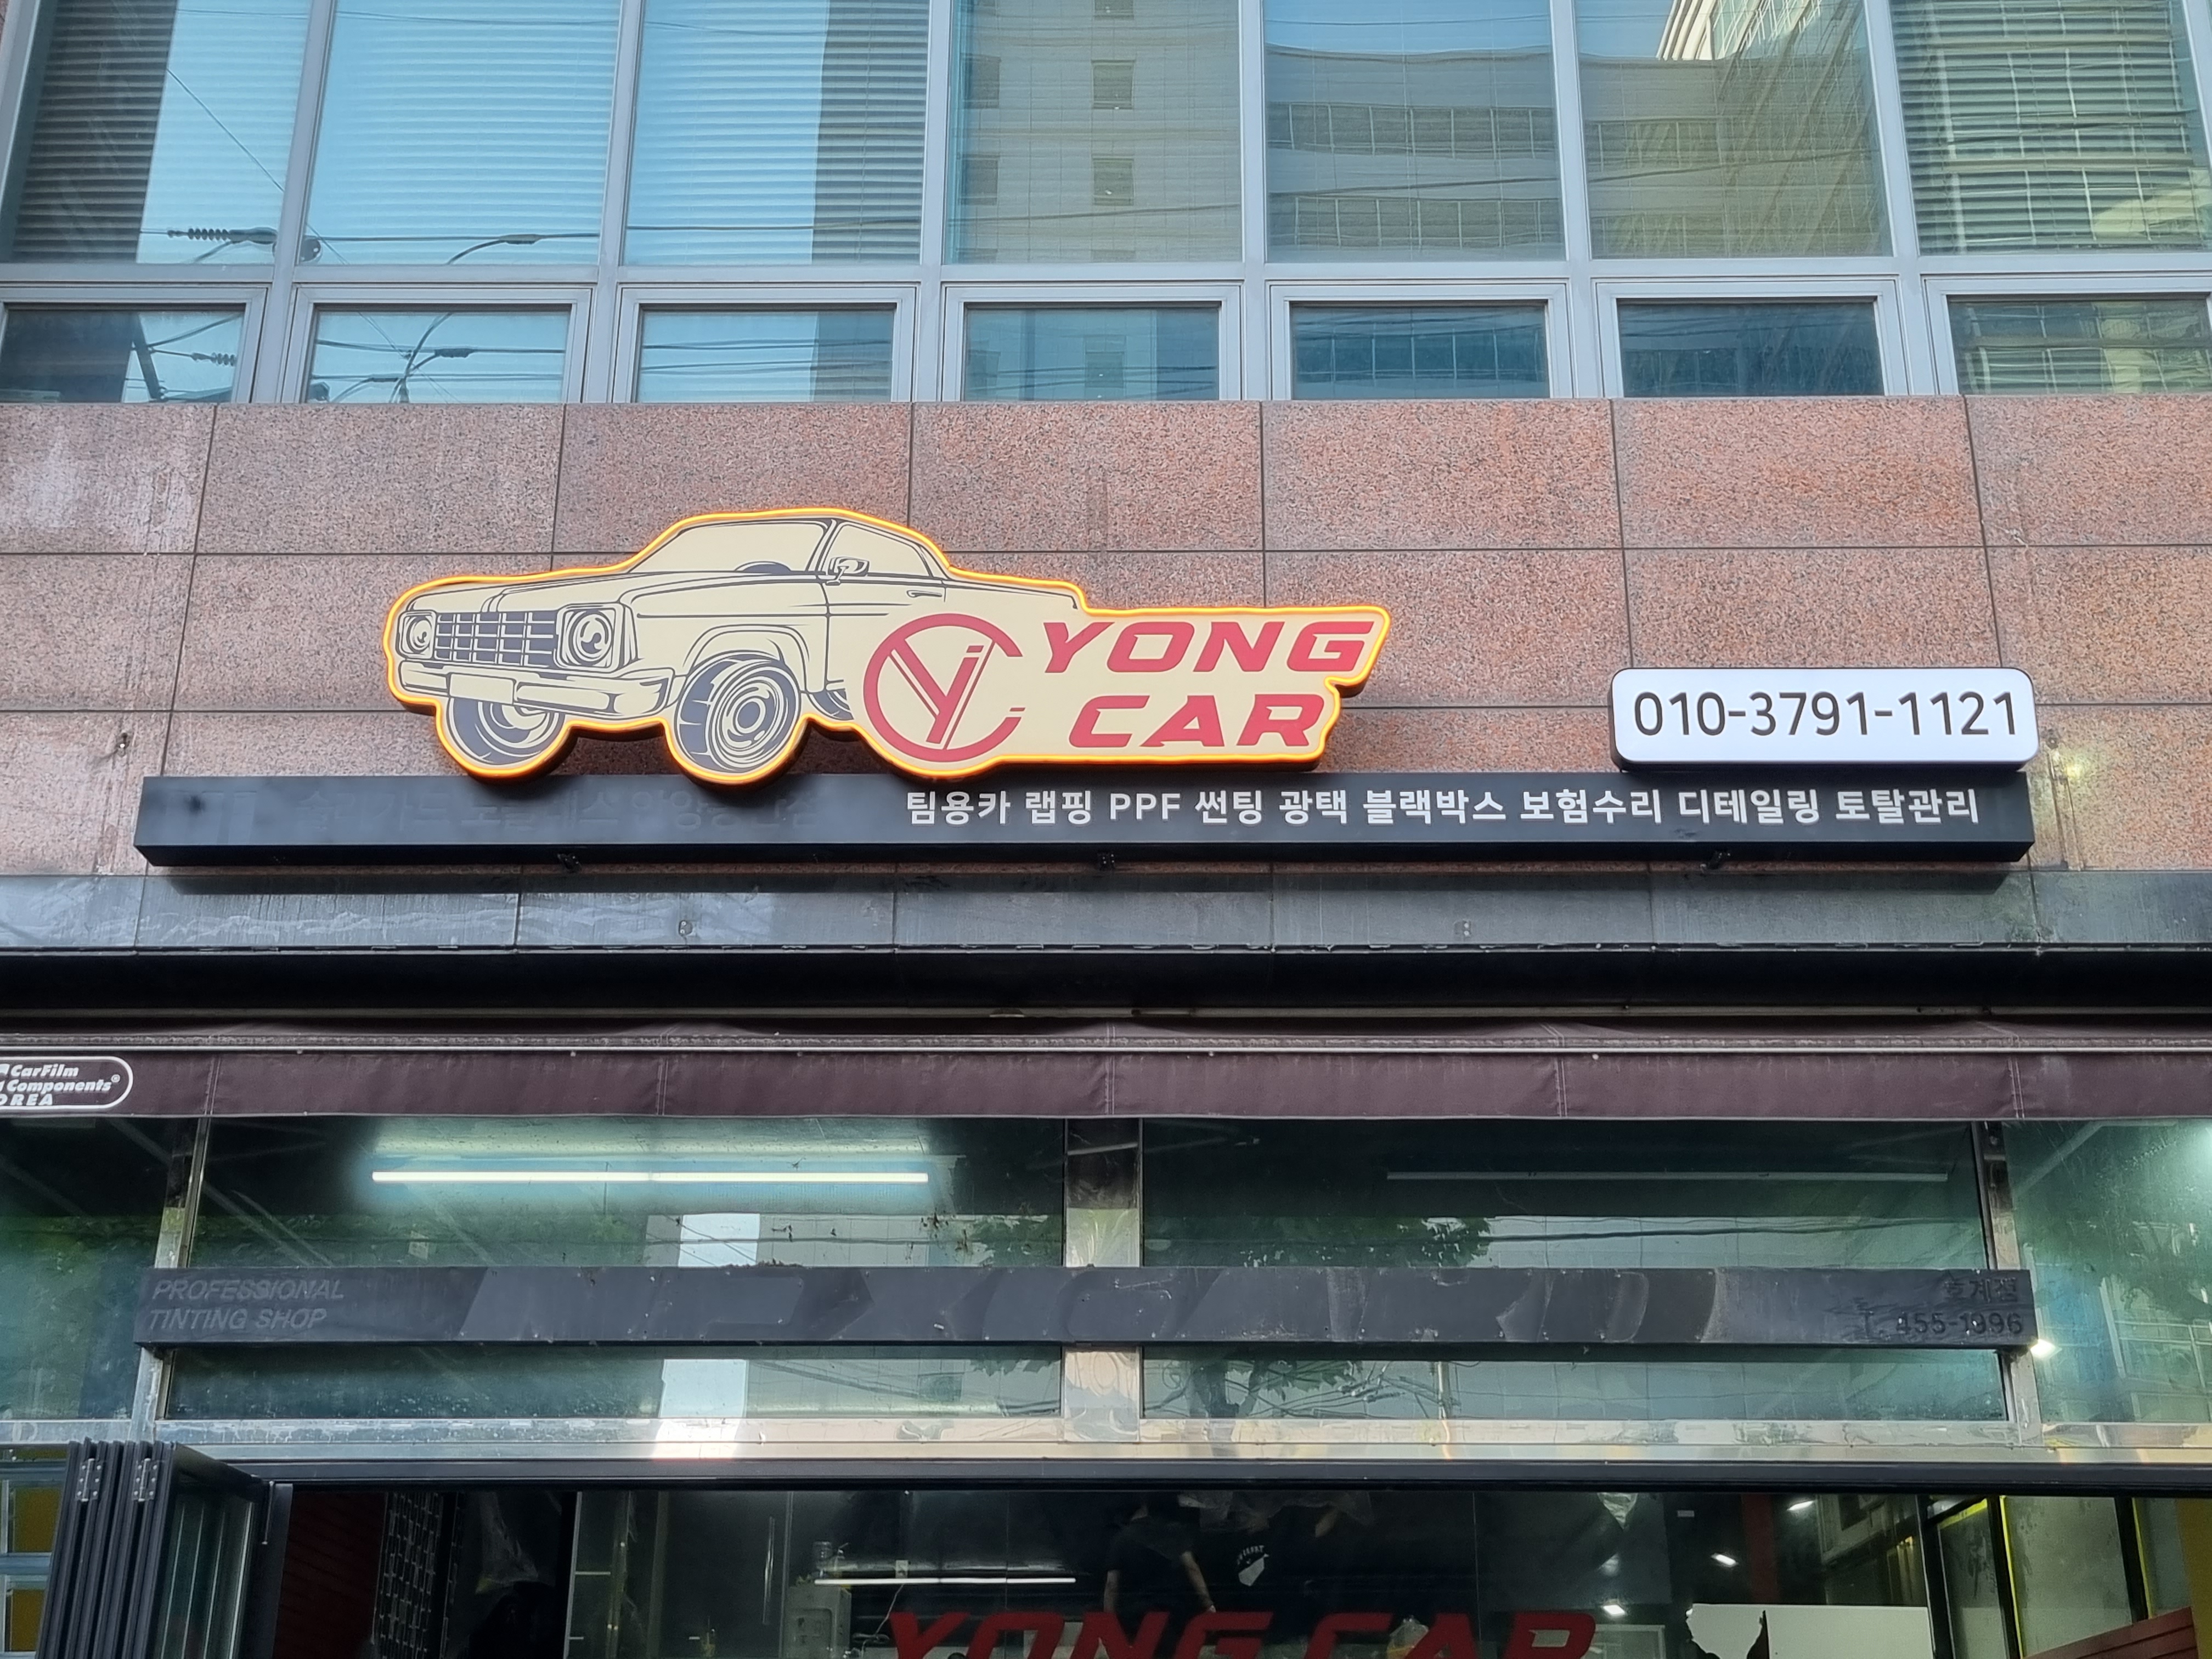 YONG
CAR
010-3791-1121
팀용카 랩핑 PPF 썬팅 광택 블랙박스 보험수리 디테일링 토탈관리
CarFilm
Components®
PROFESSIONAL
TINTING SHOP
455-1996
YONG CAR